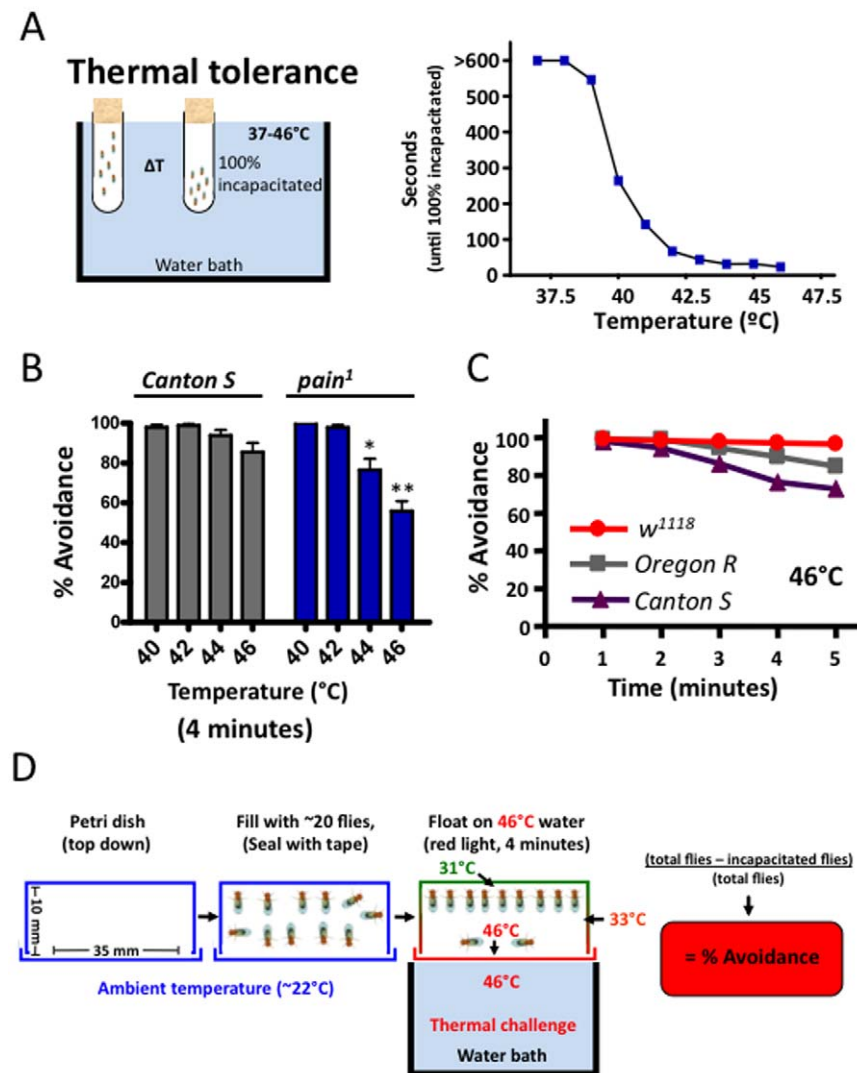 A
Thermal tolerance
37-46°C
ΔT
100%
incapacitated
Water bath
Seconds
(until 100% incapacitated)
>600
500
400
300
200
100
0
37.5
40
42.5
45
47.5
Temperature (ºC)
B
Canton S
pain¹
% Avoidance
100
80
60
40
20
0
*
**
40
42
44
46
40
42
44
46
Temperature (°C)
(4 minutes)
C
% Avoidance
100
80
60
40
20
0
w¹¹¹⁸
Oregon R
Canton S
46°C
0
1
2
3
4
5
Time (minutes)
D
Petri dish
(top down)
10 mm
35 mm
Fill with ~20 flies,
(Seal with tape)
Ambient temperature (~22°C)
Float on 46°C water
(red light, 4 minutes)
31°C
33°C
46°C
46°C
Thermal challenge
Water bath
(total flies – incapacitated flies)
(total flies)
= % Avoidance